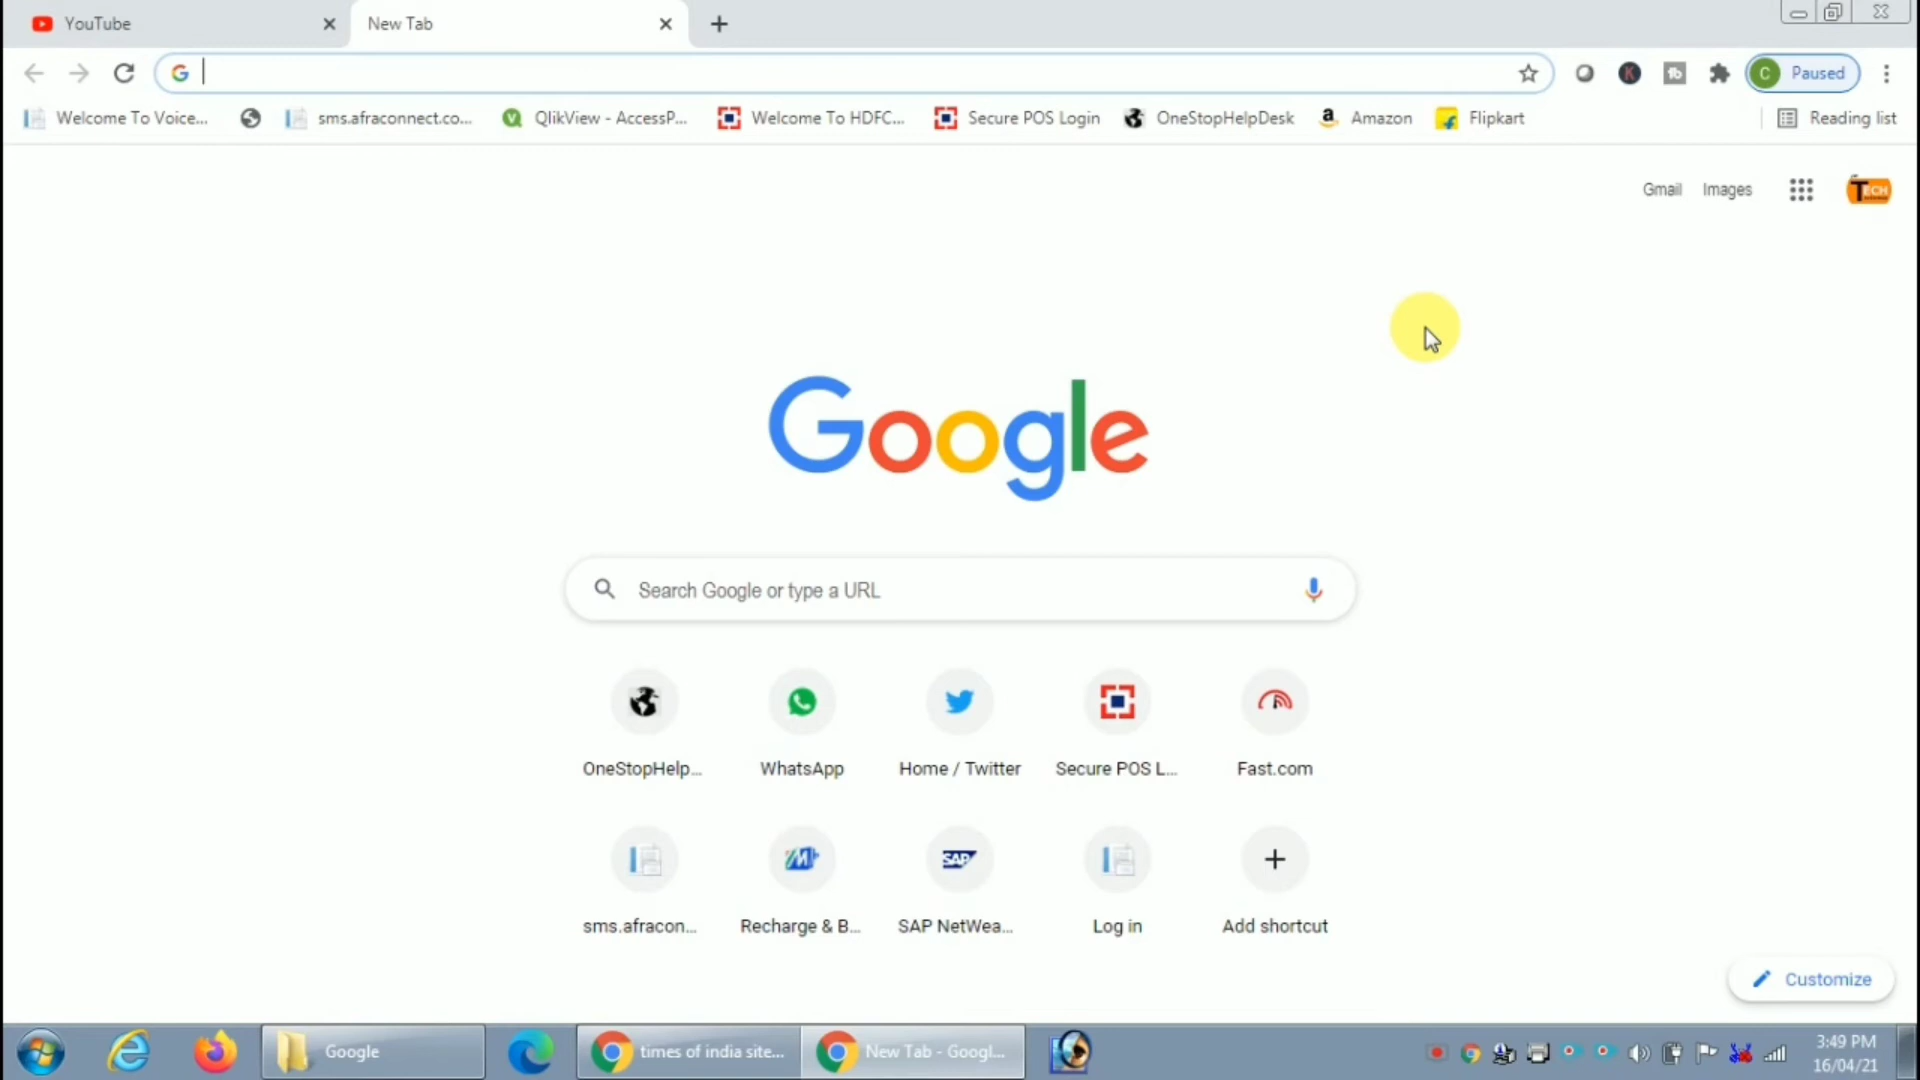 YouTube
New Tab
Paused
Welcome To Voice...
sms.afraconnect.co...
QlikView - AccessP...
Welcome To HDFC...
Secure POS Login
OneStopHelpDesk
Amazon
Flipkart
Reading list
Gmail
Images
TECH
Google
Search Google or type a URL
OneStopHelp...
WhatsApp
Home / Twitter
Secure POS L...
Fast.com
sms.afracon...
Recharge & B...
SAP
SAP NetWea...
Log in
Add shortcut
Customize
Google
times of india site...
New Tab - Googl...
3:49 PM
16/04/21